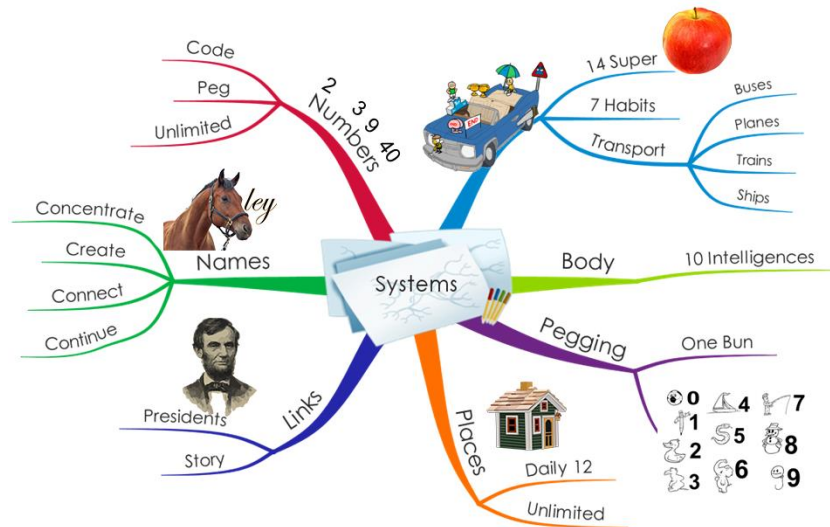 Systems
2 3 9 40
Numbers
Code
Peg
Unlimited
14 Super
7 Habits
Transport
Buses
Planes
Trains
Ships
Body
10 Intelligences
Pegging
One Bun
0
1
2
3
4
5
6
7
8
9
Places
Daily 12
Unlimited
Links
Presidents
Story
Names
ley
Concentrate
Create
Connect
Continue
END